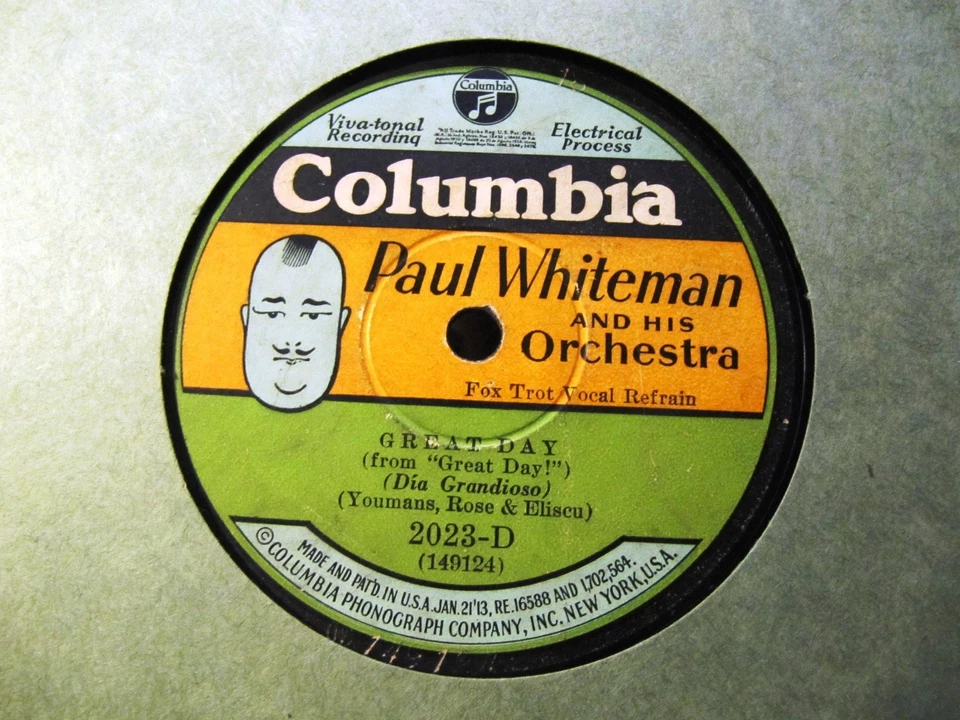 Columbia
Viva-tonal
Recording
Electrical
Process
Columbia
Paul Whiteman
AND HIS
Orchestra
Fox Trot Vocal Refrain
GREAT DAY
(from "Great Day!")
(Día Grandioso)
(Youmans, Rose & Eliscu)
2023-D
(149124)
MADE AND PAT'D. IN U.S.A. JAN. 21'13, RE. 16588 AND 1,702,564.
©COLUMBIA PHONOGRAPH COMPANY, INC. NEW YORK, U.S.A.